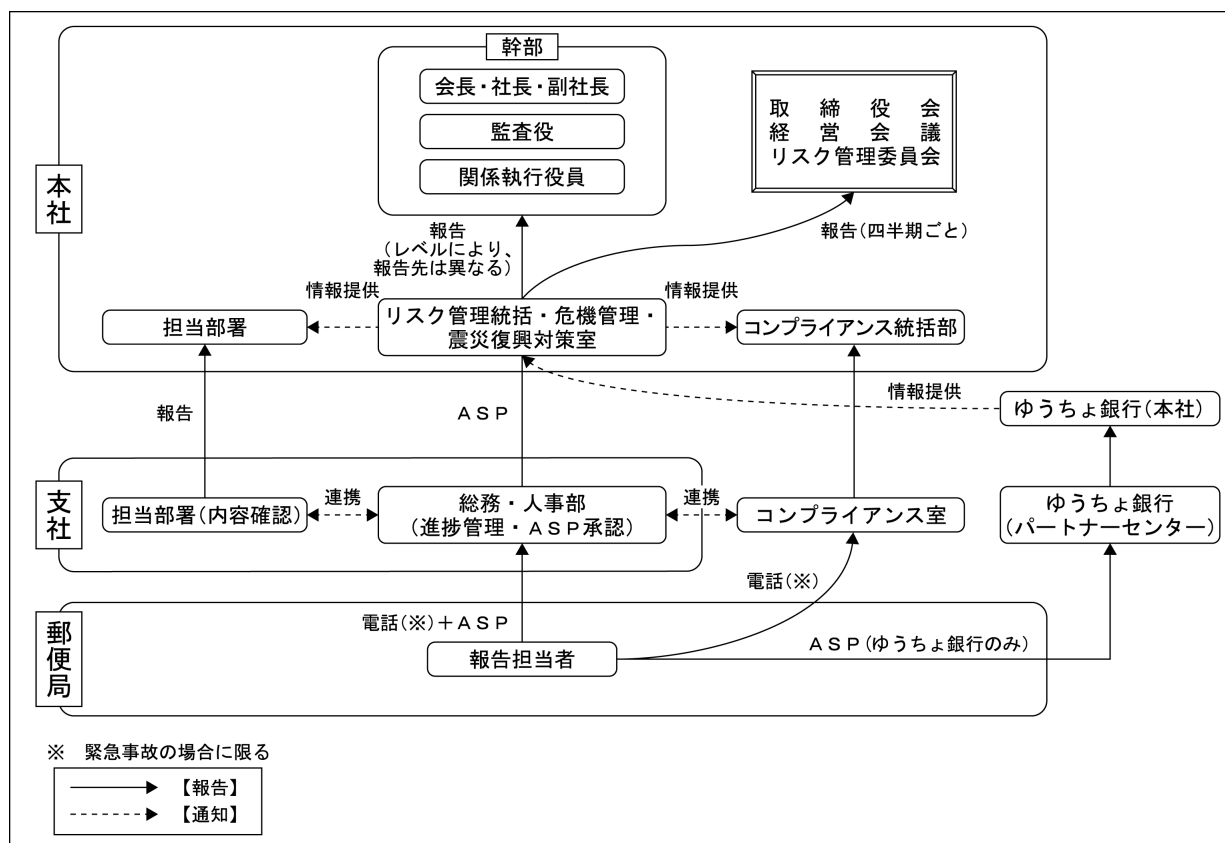 幹部
会長・社長・副社長
監査役
関係執行役員
取締役会
経営会議
リスク管理委員会
本社
報告
（レベルにより、
報告先は異なる）
報告（四半期ごと）
情報提供
情報提供
担当部署
リスク管理統括・危機管理・
震災復興対策室
コンプライアンス統括部
報告
ＡＳＰ
情報提供
ゆうちょ銀行（本社）
支社
担当部署（内容確認）
連携
総務・人事部
（進捗管理・ＡＳＰ承認）
連携
コンプライアンス室
ゆうちょ銀行
（パートナーセンター）
電話（※）
郵便局
電話（※）＋ＡＳＰ
報告担当者
ＡＳＰ（ゆうちょ銀行のみ）
※　緊急事故の場合に限る
【報告】
【通知】